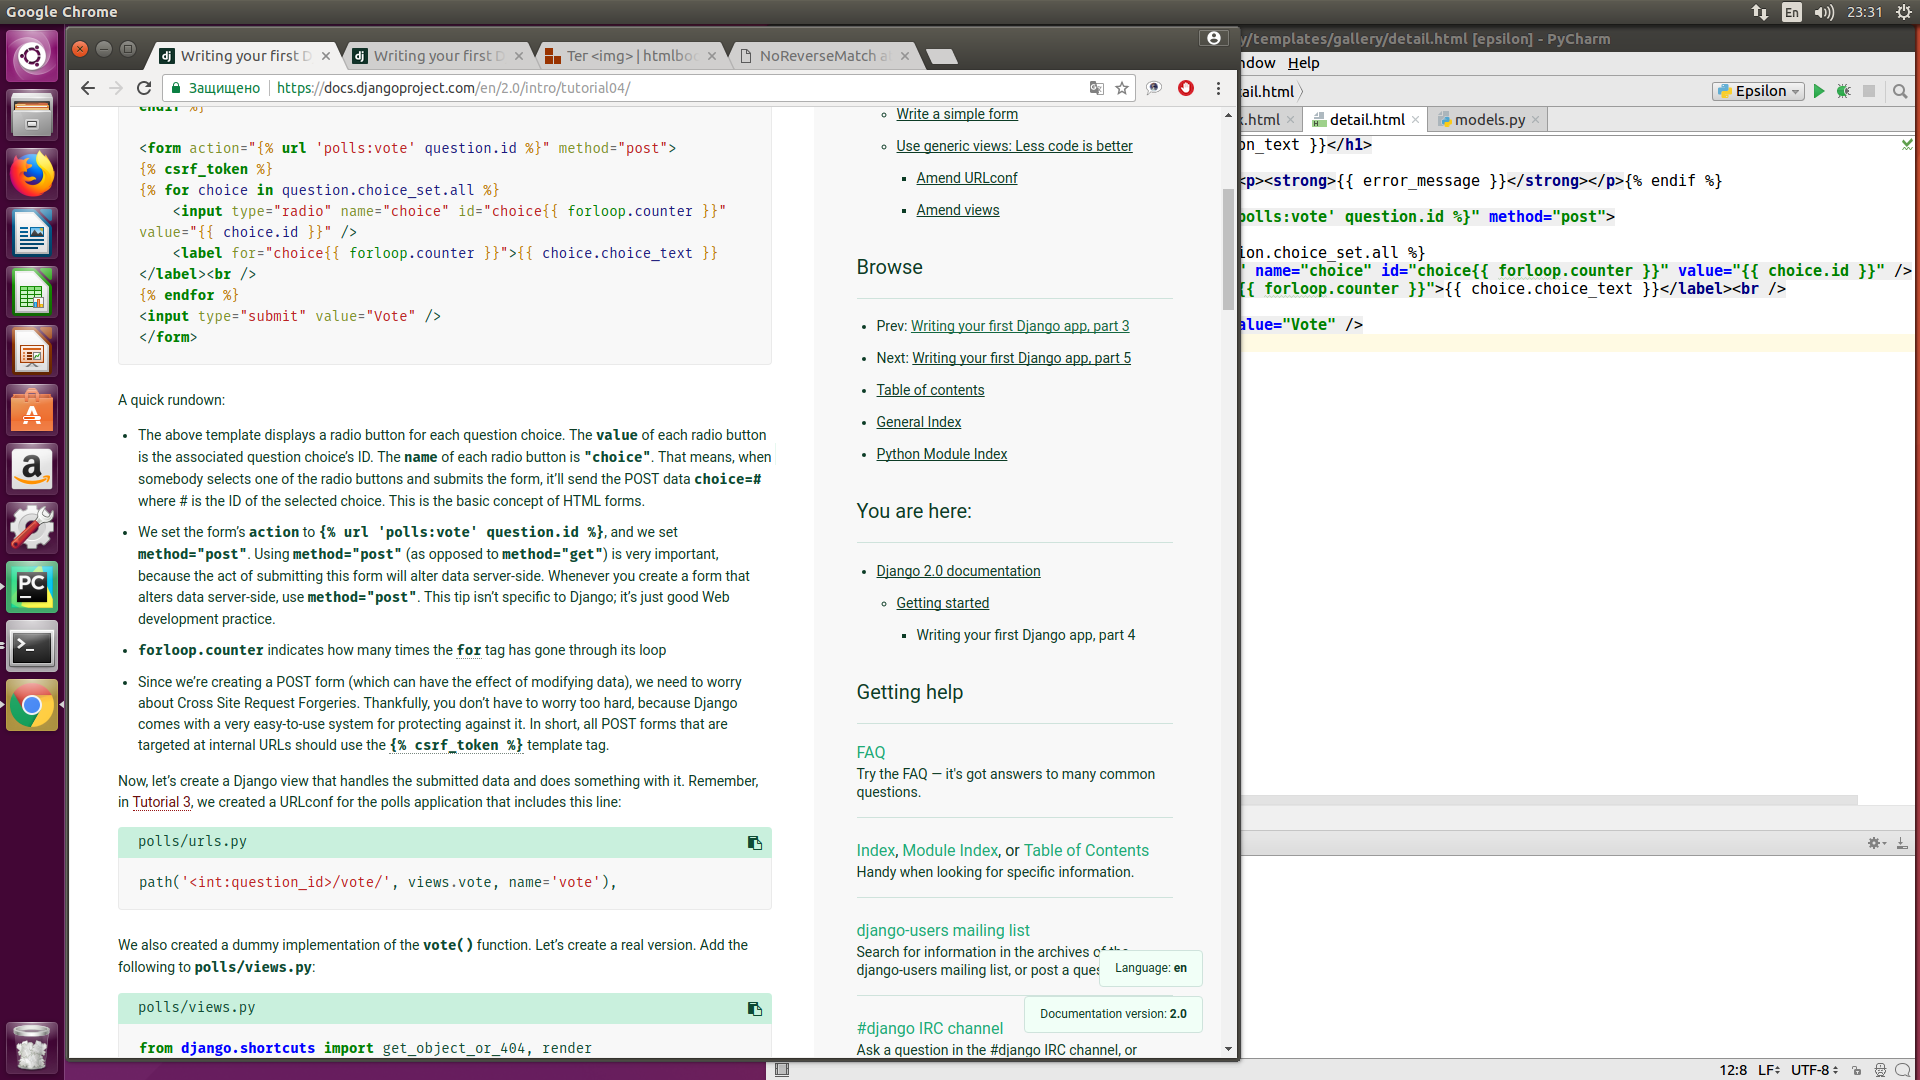 Google Chrome
En
23:31
Writing your first D
Writing your first D
Ter <img> | htmlboo
NoReverseMatch a
Защищено
https://docs.djangoproject.com/en/2.0/intro/tutorial04/
endif %}
<form action="{% url 'polls:vote' question.id %}" method="post">
{% csrf_token %}
{% for choice in question.choice_set.all %}
<input type="radio" name="choice" id="choice{{ forloop.counter }}"
value="{{ choice.id }}" />
<label for="choice{{ forloop.counter }}">{{ choice.choice_text }}
</label><br />
{% endfor %}
<input type="submit" value="Vote" />
</form>
A quick rundown:
The above template displays a radio button for each question choice. The value of each radio button
is the associated question choice’s ID. The name of each radio button is "choice". That means, when
somebody selects one of the radio buttons and submits the form, it’ll send the POST data choice=#
where # is the ID of the selected choice. This is the basic concept of HTML forms.
We set the form’s action to {% url 'polls:vote' question.id %}, and we set
method="post". Using method="post" (as opposed to method="get") is very important,
because the act of submitting this form will alter data server-side. Whenever you create a form that
alters data server-side, use method="post". This tip isn’t specific to Django; it’s just good Web
development practice.
forloop.counter indicates how many times the for tag has gone through its loop
Since we’re creating a POST form (which can have the effect of modifying data), we need to worry
about Cross Site Request Forgeries. Thankfully, you don’t have to worry too hard, because Django
comes with a very easy-to-use system for protecting against it. In short, all POST forms that are
targeted at internal URLs should use the {% csrf_token %} template tag.
Now, let’s create a Django view that handles the submitted data and does something with it. Remember,
in Tutorial 3, we created a URLconf for the polls application that includes this line:
polls/urls.py
path('<int:question_id>/vote/', views.vote, name='vote'),
We also created a dummy implementation of the vote() function. Let’s create a real version. Add the
following to polls/views.py:
polls/views.py
from django.shortcuts import get_object_or_404, render
Write a simple form
Use generic views: Less code is better
Amend URLconf
Amend views
Browse
Prev: Writing your first Django app, part 3
Next: Writing your first Django app, part 5
Table of contents
General Index
Python Module Index
You are here:
Django 2.0 documentation
Getting started
Writing your first Django app, part 4
Getting help
FAQ
Try the FAQ — it's got answers to many common
questions.
Index, Module Index, or Table of Contents
Handy when looking for specific information.
django-users mailing list
Search for information in the archives of the
django-users mailing list, or post a ques
Language: en
Documentation version: 2.0
#django IRC channel
Ask a question in the #django IRC channel, or
y/templates/gallery/detail.html [epsilon] - PyCharm
ndow Help
ail.html
Epsilon
x.html
detail.html
models.py
on_text }}</h1>
<p><strong>{{ error_message }}</strong></p>{% endif %}
polls:vote' question.id %}" method="post">
ion.choice_set.all %}
" name="choice" id="choice{{ forloop.counter }}" value="{{ choice.id }}" />
{{ forloop.counter }}">{{ choice.choice_text }}</label><br />
alue="Vote" />
12:8 LF UTF-8